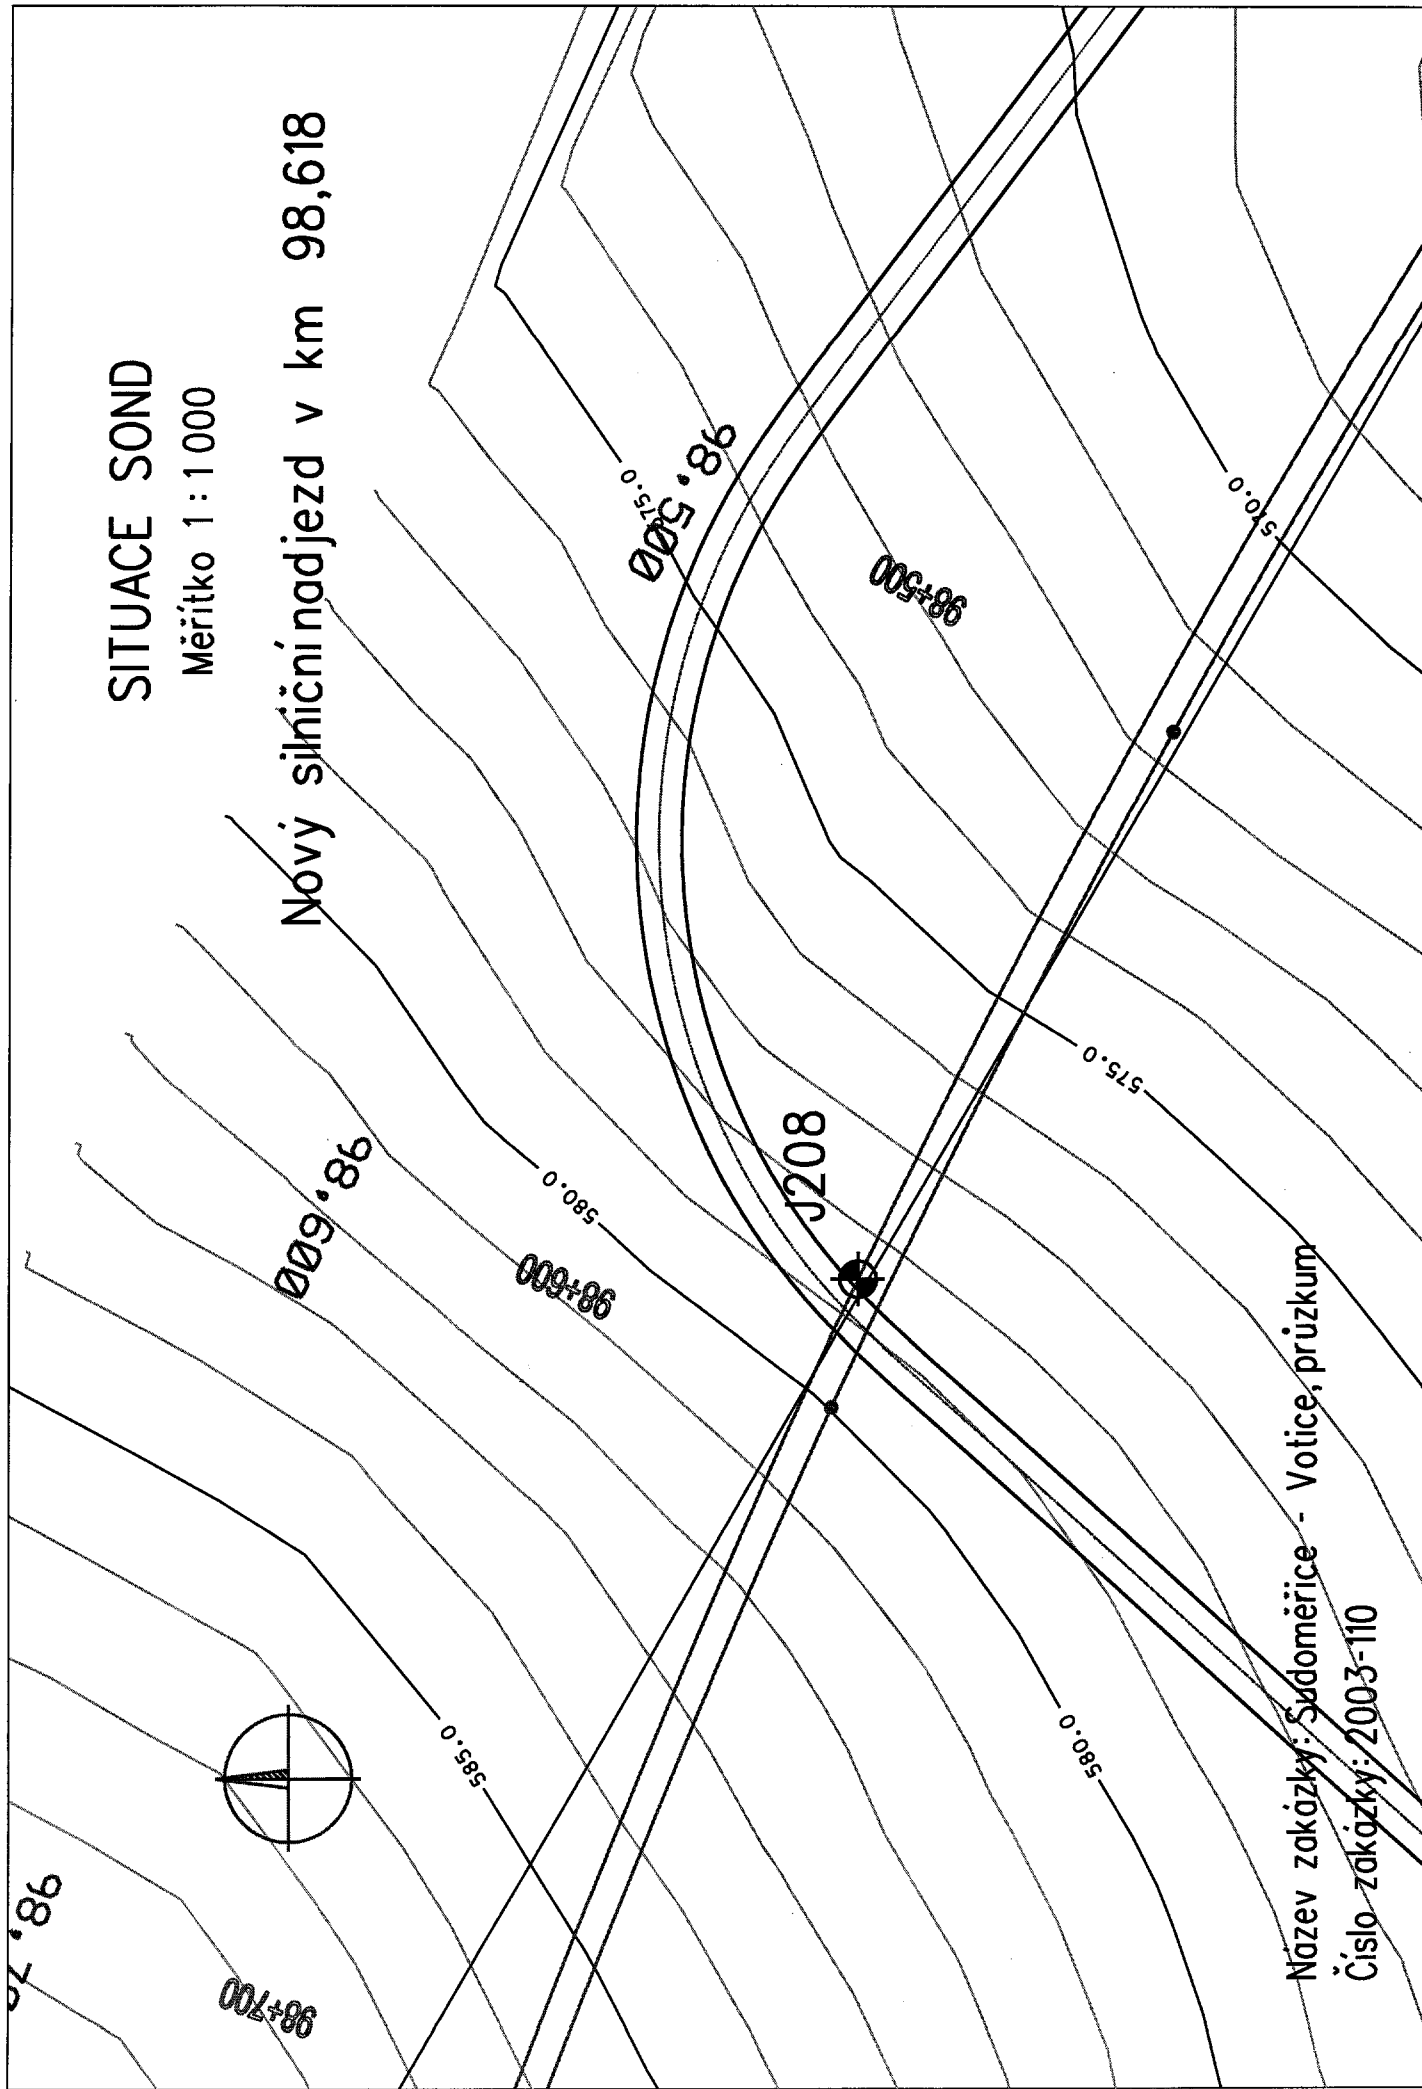 SITUACE SOND
Měřítko 1:1000
Nový silniční nadjezd v km 98,618
98.500
575.0
98+500
570.0
J208
575.0
98.600
580.0
98+600
585.0
580.0
98+700
Název zakázky: Sudoměřice - Votice, průzkum
Číslo zakázky: 2003-110